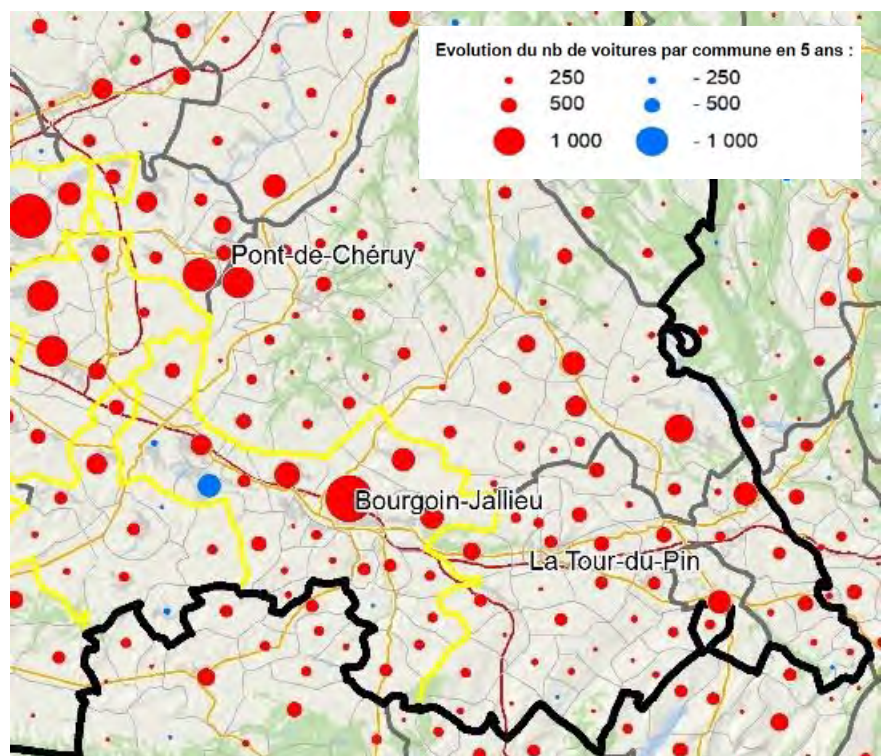 Evolution du nb de voitures par commune en 5 ans :
250 - 250
500 - 500
1 000 - 1 000
Pont-de-Chéruy
Bourgoin-Jallieu
La Tour-du-Pin